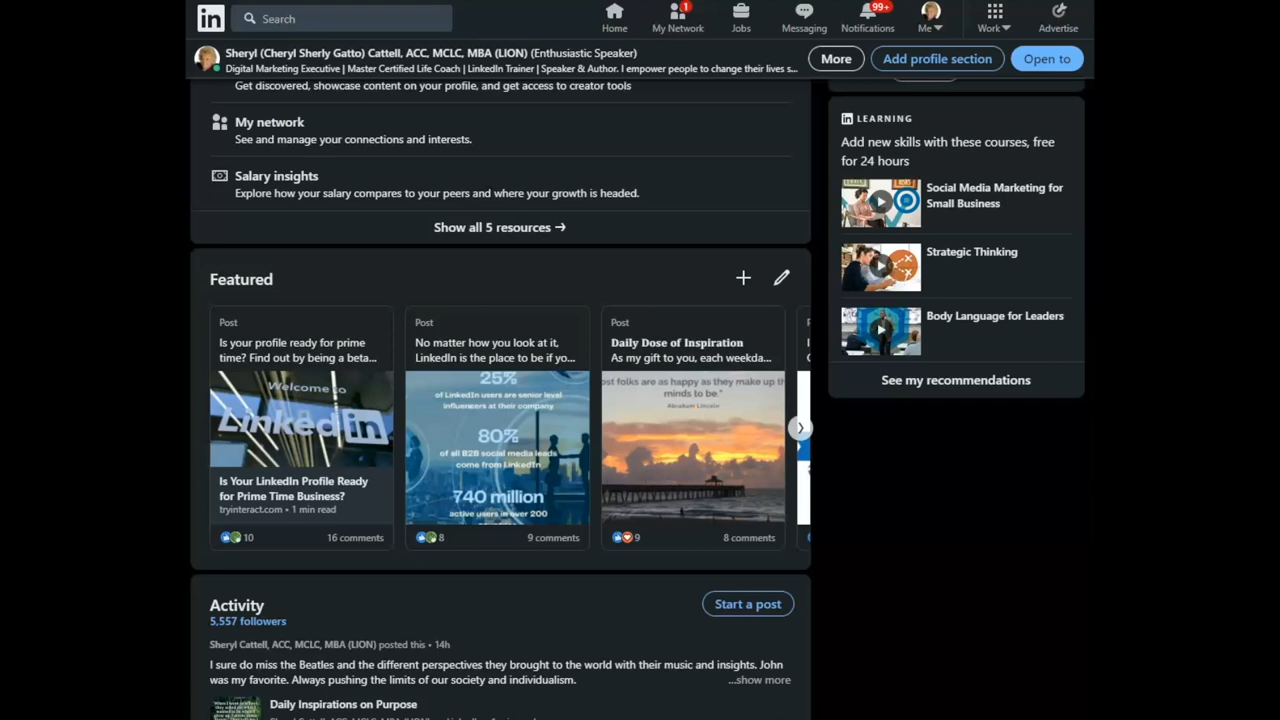 in
Search
1
99+
Home
My Network
Jobs
Messaging
Notifications
Me
Work
Advertise
Sheryl (Cheryl Sherly Gatto) Cattell, ACC, MCLC, MBA (LION) (Enthusiastic Speaker)
Digital Marketing Executive | Master Certified Life Coach | LinkedIn Trainer | Speaker & Author. I empower people to change their lives s...
More
Add profile section
Open to
Get discovered, showcase content on your profile, and get access to creator tools
My network
See and manage your connections and interests.
Salary insights
Explore how your salary compares to your peers and where your growth is headed.
Show all 5 resources →
Featured
Post
Is your profile ready for prime
time? Find out by being a beta...
Welcome to
LinkedIn
Is Your LinkedIn Profile Ready
for Prime Time Business?
tryinteract.com • 1 min read
10
16 comments
Post
No matter how you look at it,
LinkedIn is the place to be if yo...
25%
of LinkedIn users are senior level
influencers at their company
80%
of all B2B social media leads
come from LinkedIn
740 million
active users in over 200
8
9 comments
Post
Daily Dose of Inspiration
As my gift to you, each weekda...
ost folks are as happy as they make up th
minds to be."
Abraham Lincoln
9
8 comments
Activity
5,557 followers
Start a post
Sheryl Cattell, ACC, MCLC, MBA (LION) posted this • 14h
I sure do miss the Beatles and the different perspectives they brought to the world with their music and insights. John
was my favorite. Always pushing the limits of our society and individualism.
...show more
Daily Inspirations on Purpose
in LEARNING
Add new skills with these courses, free
for 24 hours
Social Media Marketing for
Small Business
Strategic Thinking
Body Language for Leaders
See my recommendations